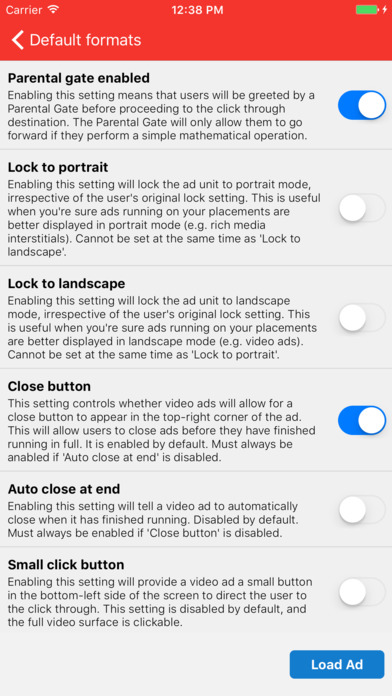 Carrier 12:38 PM
Default formats
Parental gate enabled
Enabling this setting means that users will be greeted by a
Parental Gate before proceeding to the click through
destination. The Parental Gate will only allow them to go
forward if they perform a simple mathematical operation.
Lock to portrait
Enabling this setting will lock the ad unit to portrait mode,
irrespective of the user's original lock setting. This is useful
when you're sure ads running on your placements are
better displayed in portrait mode (e.g. rich media
interstitials). Cannot be set at the same time as 'Lock to
landscape'.
Lock to landscape
Enabling this setting will lock the ad unit to landscape
mode, irrespective of the user's original lock setting. This
is useful when you're sure ads running on your placements
are better displayed in landscape mode (e.g. video ads).
Cannot be set at the same time as 'Lock to portrait'.
Close button
This setting controls whether video ads will allow for a
close button to appear in the top-right corner of the ad.
This will allow users to close ads before they have finished
running in full. It is enabled by default. Must always be
anabled if 'Auto close at end' is disabled.
Auto close at end
Enabling this setting will tell a video ad to automatically
close when it has finished running. Disabled by default.
Must always be enabled if 'Close button' is disabled.
Small click button
Enabling this setting will provide a video ad a small button
in the bottom-left side of the screen to direct the user to
the click through. This setting is disabled by default, and
the full video surface is clickable.
Load Ad